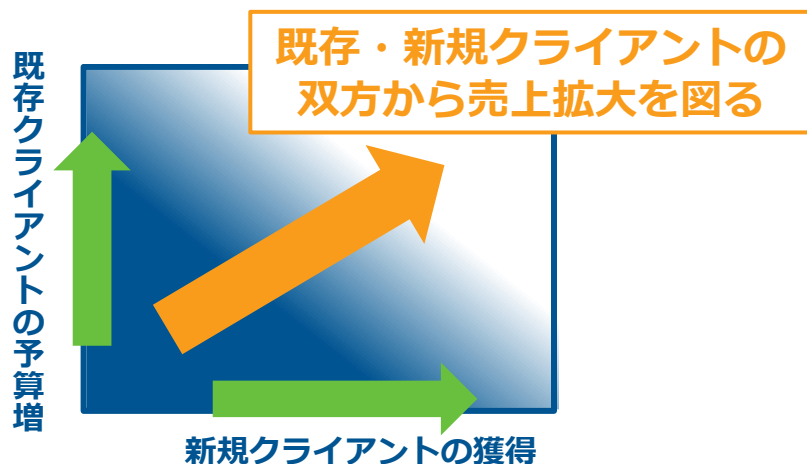 既存・新規クライアントの
双方から売上拡大を図る
既存クライアントの予算増
新規クライアントの獲得